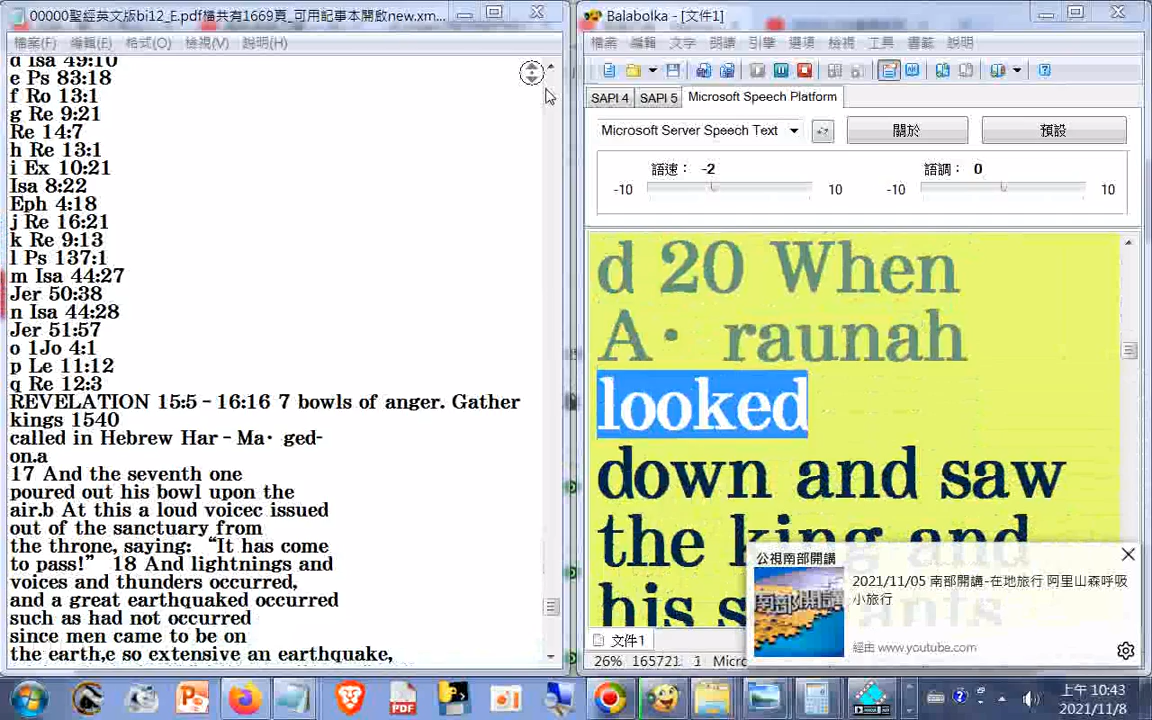 00000聖經英文版bi12_E.pdf檔共有1669頁_可用記事本開啟new.xm...
檔案(F) 編輯(E) 格式(O) 檢視(V) 說明(H)
d Isa 49:10
e Ps 83:18
f Ro 13:1
g Re 9:21
Re 14:7
h Re 13:1
i Ex 10:21
Isa 8:22
Eph 4:18
j Re 16:21
k Re 9:13
l Ps 137:1
m Isa 44:27
Jer 50:38
n Isa 44:28
Jer 51:57
o 1Jo 4:1
p Le 11:12
q Re 12:3
REVELATION 15:5–16:16 7 bowls of anger. Gather
kings 1540
called in Hebrew Har–Ma· ged-
on.a
17 And the seventh one
poured out his bowl upon the
air.b At this a loud voicec issued
out of the sanctuary from
the throne, saying: “It has come
to pass!” 18 And lightnings and
voices and thunders occurred,
and a great earthquaked occurred
such as had not occurred
since men came to be on
the earth,e so extensive an earthquake,
Balabolka - [文件1]
檔案 編輯 文字 朗讀 引擎 選項 檢視 工具 書籤 說明
SAPI 4 SAPI 5 Microsoft Speech Platform
Microsoft Server Speech Text 關於 預設
語速： -2 語調： 0
-10 10 -10 10
d 20 When
A· raunah
looked
down and saw
the king and
his s ants
文件1
26% 165721: 1 Micro
公視南部開講
南部開講
2021/11/05 南部開講-在地旅行 阿里山森呼吸
小旅行
經由 www.youtube.com
PDF
上午 10:43
2021/11/8